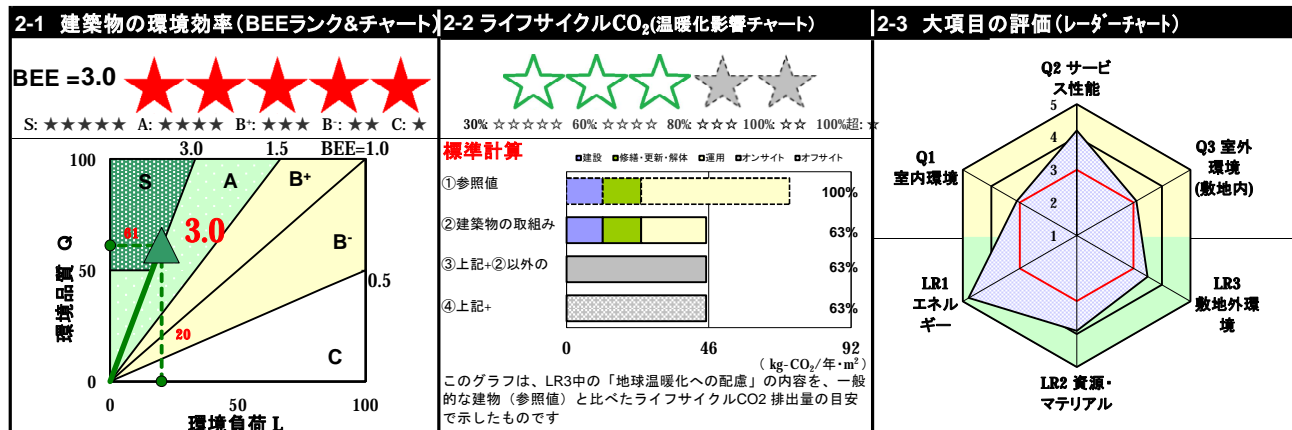 2-1 建築物の環境効率(BEEランク&チャート)
BEE =3.0
S: ★★★★★ A: ★★★★ B+: ★★★ B-: ★★ C: ★
3.0 1.5 BEE=1.0
100
S
A
B+
B-
C
0.5
61
3.0
20
50
0
環境品質 Q
0 50 100
環境負荷 L
2-2 ライフサイクルCO2(温暖化影響チャート)
30%: ☆☆☆☆☆ 60%: ☆☆☆☆ 80%: ☆☆☆ 100%: ☆☆ 100%超: ★
標準計算
建設 修繕・更新・解体 運用 オンサイト オフサイト
①参照値 100%
②建築物の取組み 63%
③上記+②以外の 63%
④上記+ 63%
0 46 92
( kg-CO2/年・m2 )
このグラフは、LR3中の「地球温暖化への配慮」の内容を、一般
的な建物(参照値)と比べたライフサイクルCO2 排出量の目安
で示したものです
2-3 大項目の評価(レーダーチャート)
Q2 サービ
ス性能
5
4
3
2
1
Q1
室内環境
Q3 室外
環境
(敷地内)
LR1
エネル
ギー
LR3
敷地外環
境
LR2 資源・
マテリアル